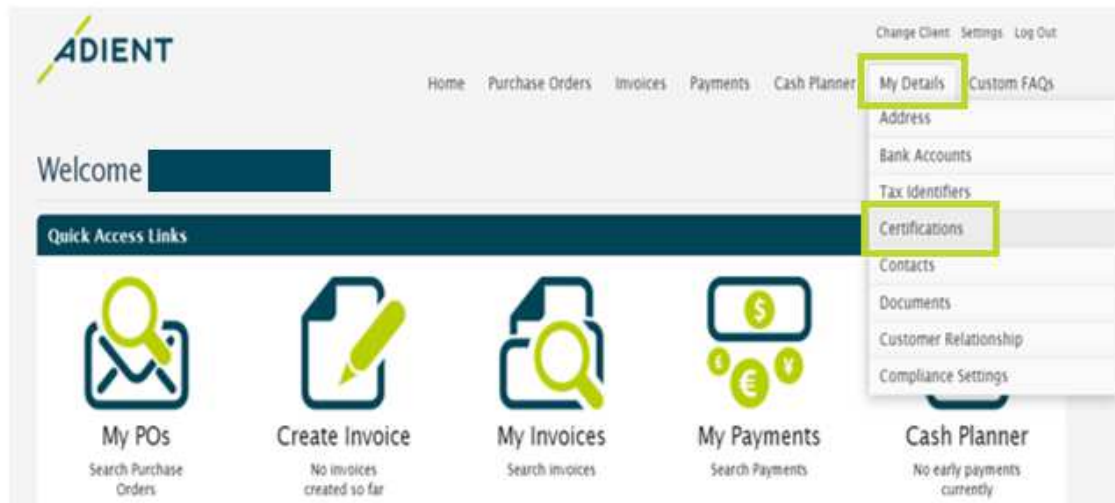 ADIENT
Change Client Settings Log Out
Home Purchase Orders Invoices Payments Cash Planner My Details Custom FAQs
Address
Bank Accounts
Tax Identifiers
Certifications
Contacts
Documents
Customer Relationship
Compliance Settings
Welcome
Quick Access Links
My POs
Search Purchase
Orders
Create Invoice
No invoices
created so far
My Invoices
Search invoices
My Payments
Search Payments
Cash Planner
No early payments
currently